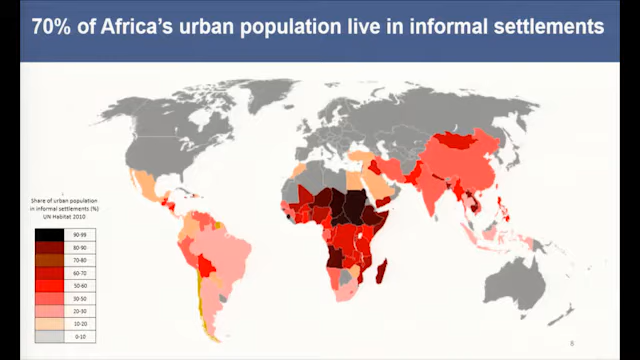 70% of Africa's urban population live in informal settlements
Share of urban population
in informal settlements (%)
UN Habitat 2010
90-99
80-90
70-80
60-70
50-60
30-50
20-30
10-20
0-10
8